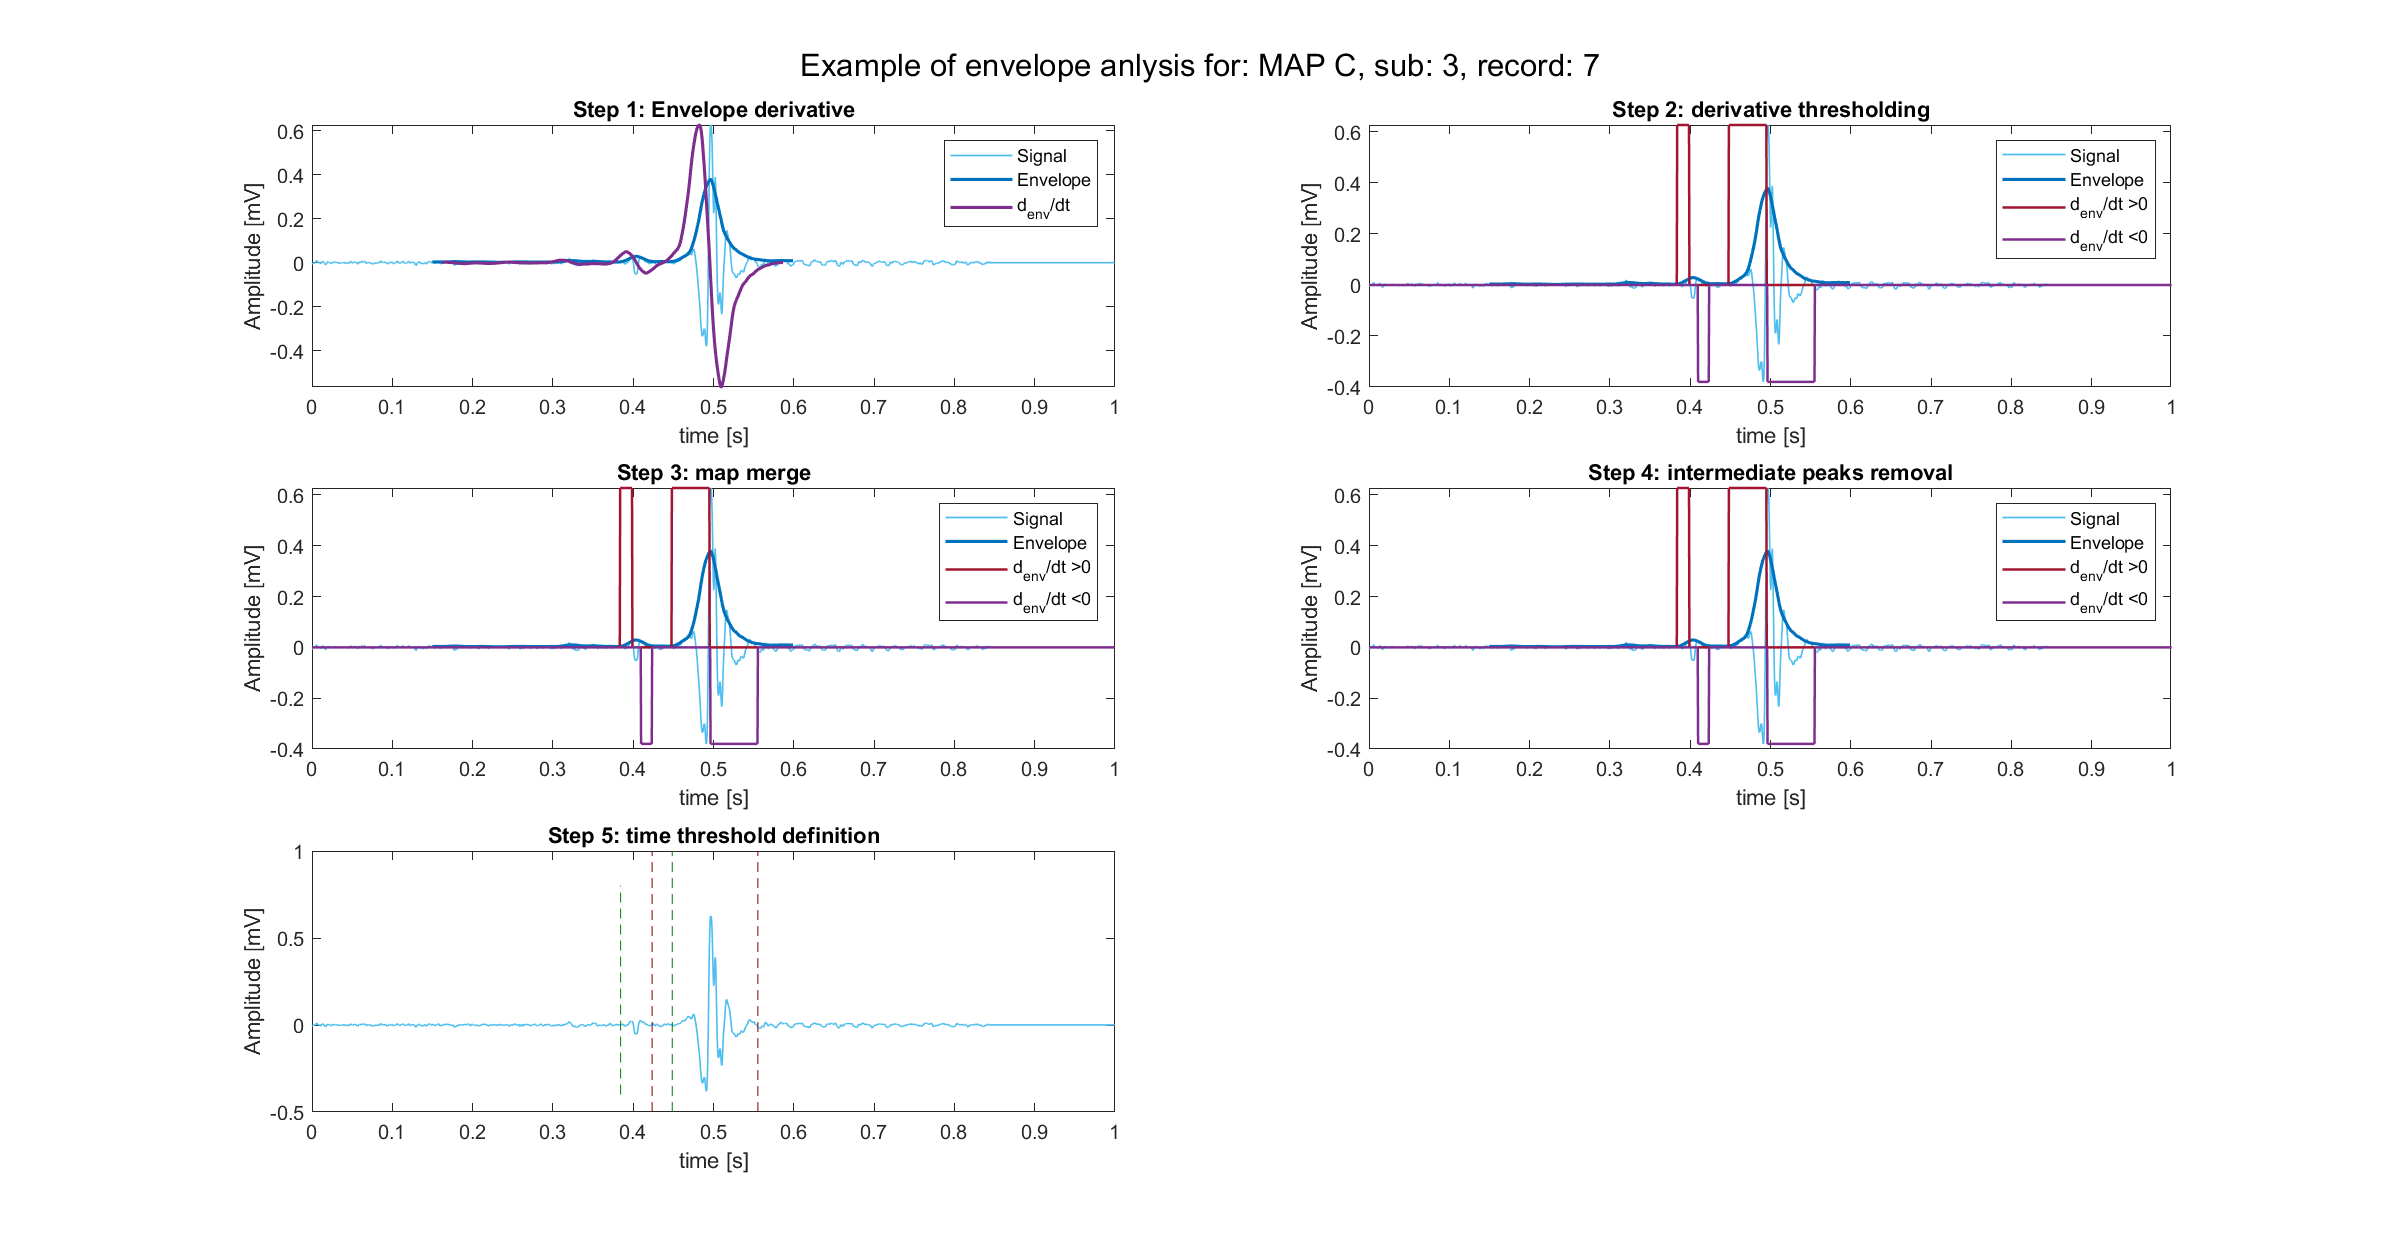 Example of envelope anlysis for: MAP C, sub: 3, record: 7
Step 1: Envelope derivative
0.6
0.4
0.2
0
-0.2
-0.4
Amplitude [mV]
0 0.1 0.2 0.3 0.4 0.5 0.6 0.7 0.8 0.9 1
time [s]
Signal
Envelope
d_env/dt
Step 2: derivative thresholding
0.6
0.4
0.2
0
-0.2
-0.4
Amplitude [mV]
0 0.1 0.2 0.3 0.4 0.5 0.6 0.7 0.8 0.9 1
time [s]
Signal
Envelope
d_env/dt >0
d_env/dt <0
Step 3: map merge
0.6
0.4
0.2
0
-0.2
-0.4
Amplitude [mV]
0 0.1 0.2 0.3 0.4 0.5 0.6 0.7 0.8 0.9 1
time [s]
Signal
Envelope
d_env/dt >0
d_env/dt <0
Step 4: intermediate peaks removal
0.6
0.4
0.2
0
-0.2
-0.4
Amplitude [mV]
0 0.1 0.2 0.3 0.4 0.5 0.6 0.7 0.8 0.9 1
time [s]
Signal
Envelope
d_env/dt >0
d_env/dt <0
Step 5: time threshold definition
1
0.5
0
-0.5
Amplitude [mV]
0 0.1 0.2 0.3 0.4 0.5 0.6 0.7 0.8 0.9 1
time [s]